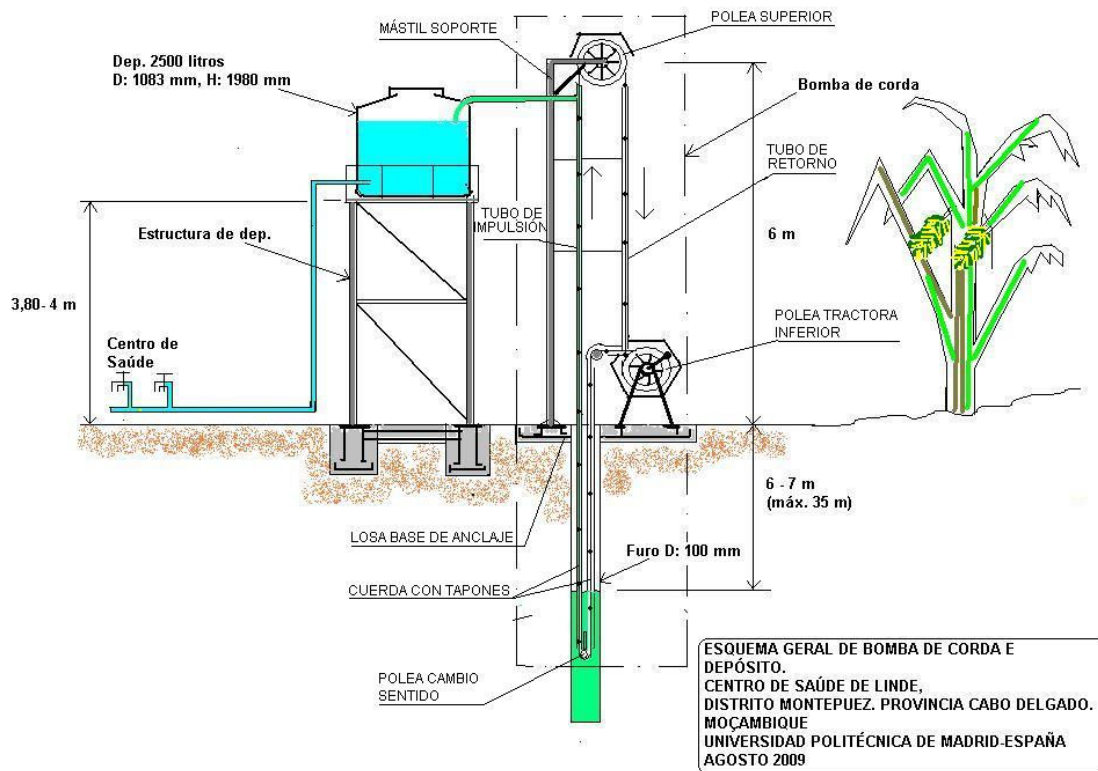 MÁSTIL SOPORTE
POLEA SUPERIOR
Dep. 2500 litros
D: 1083 mm, H: 1980 mm
Bomba de corda
TUBO DE
RETORNO
TUBO DE
IMPULSIÓN
Estructura de dep.
6 m
3,80- 4 m
POLEA TRACTORA
INFERIOR
Centro de
Saúde
6 - 7 m
(máx. 35 m)
LOSA BASE DE ANCLAJE
Furo D: 100 mm
CUERDA CON TAPONES
POLEA CAMBIO
SENTIDO
ESQUEMA GERAL DE BOMBA DE CORDA E
DEPÓSITO.
CENTRO DE SAÚDE DE LINDE,
DISTRITO MONTEPUEZ. PROVINCIA CABO DELGADO.
MOÇAMBIQUE
UNIVERSIDAD POLITÉCNICA DE MADRID-ESPAÑA
AGOSTO 2009